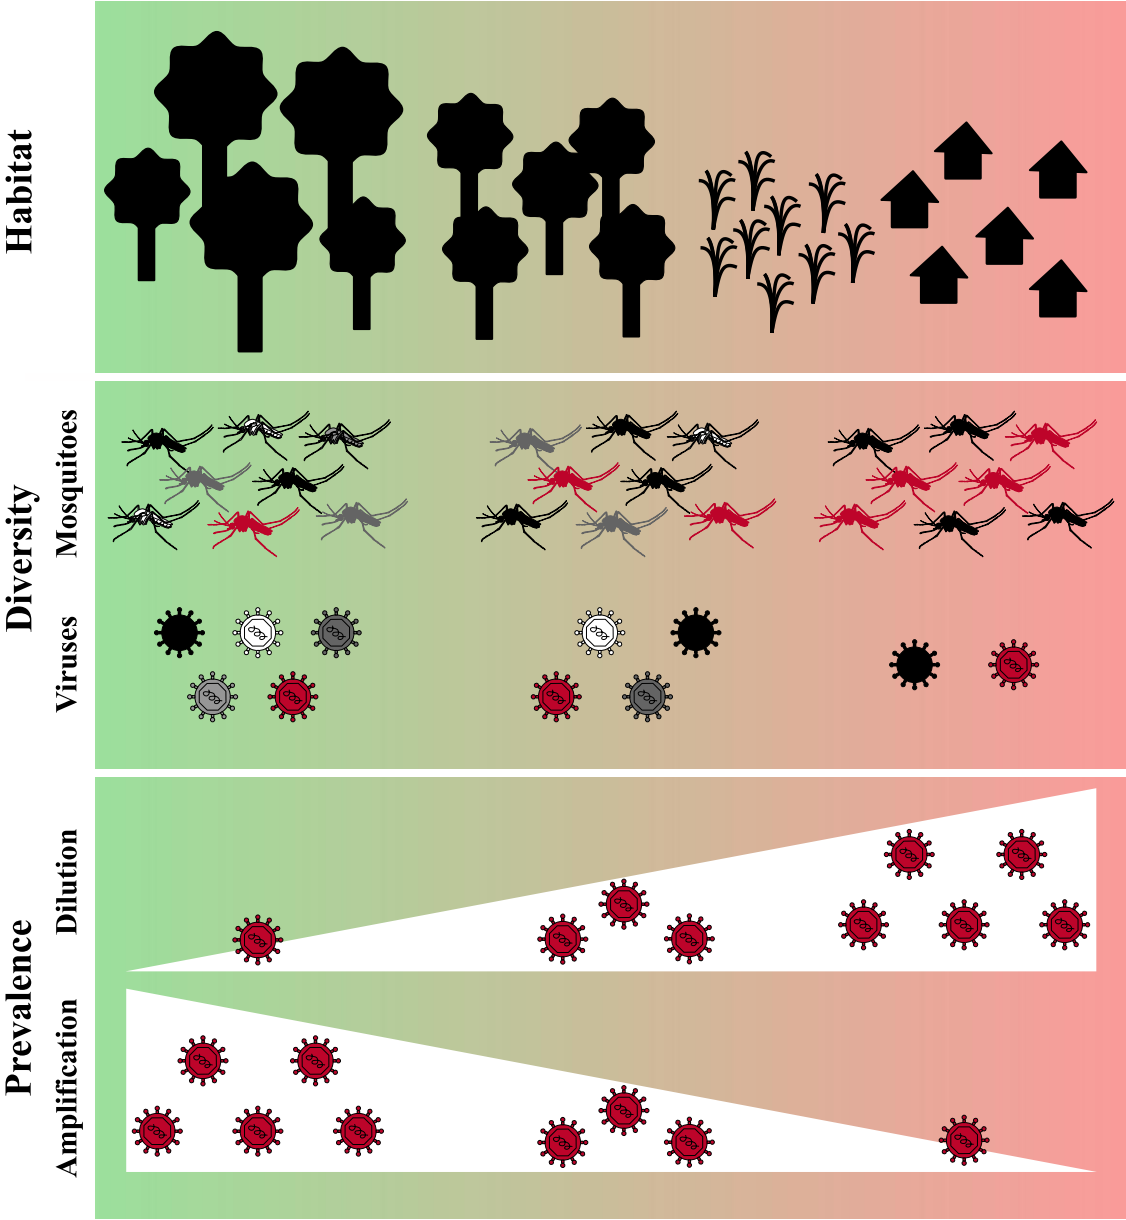 Habitat
Diversity
Mosquitoes
Viruses
Prevalence
Dilution
Amplification